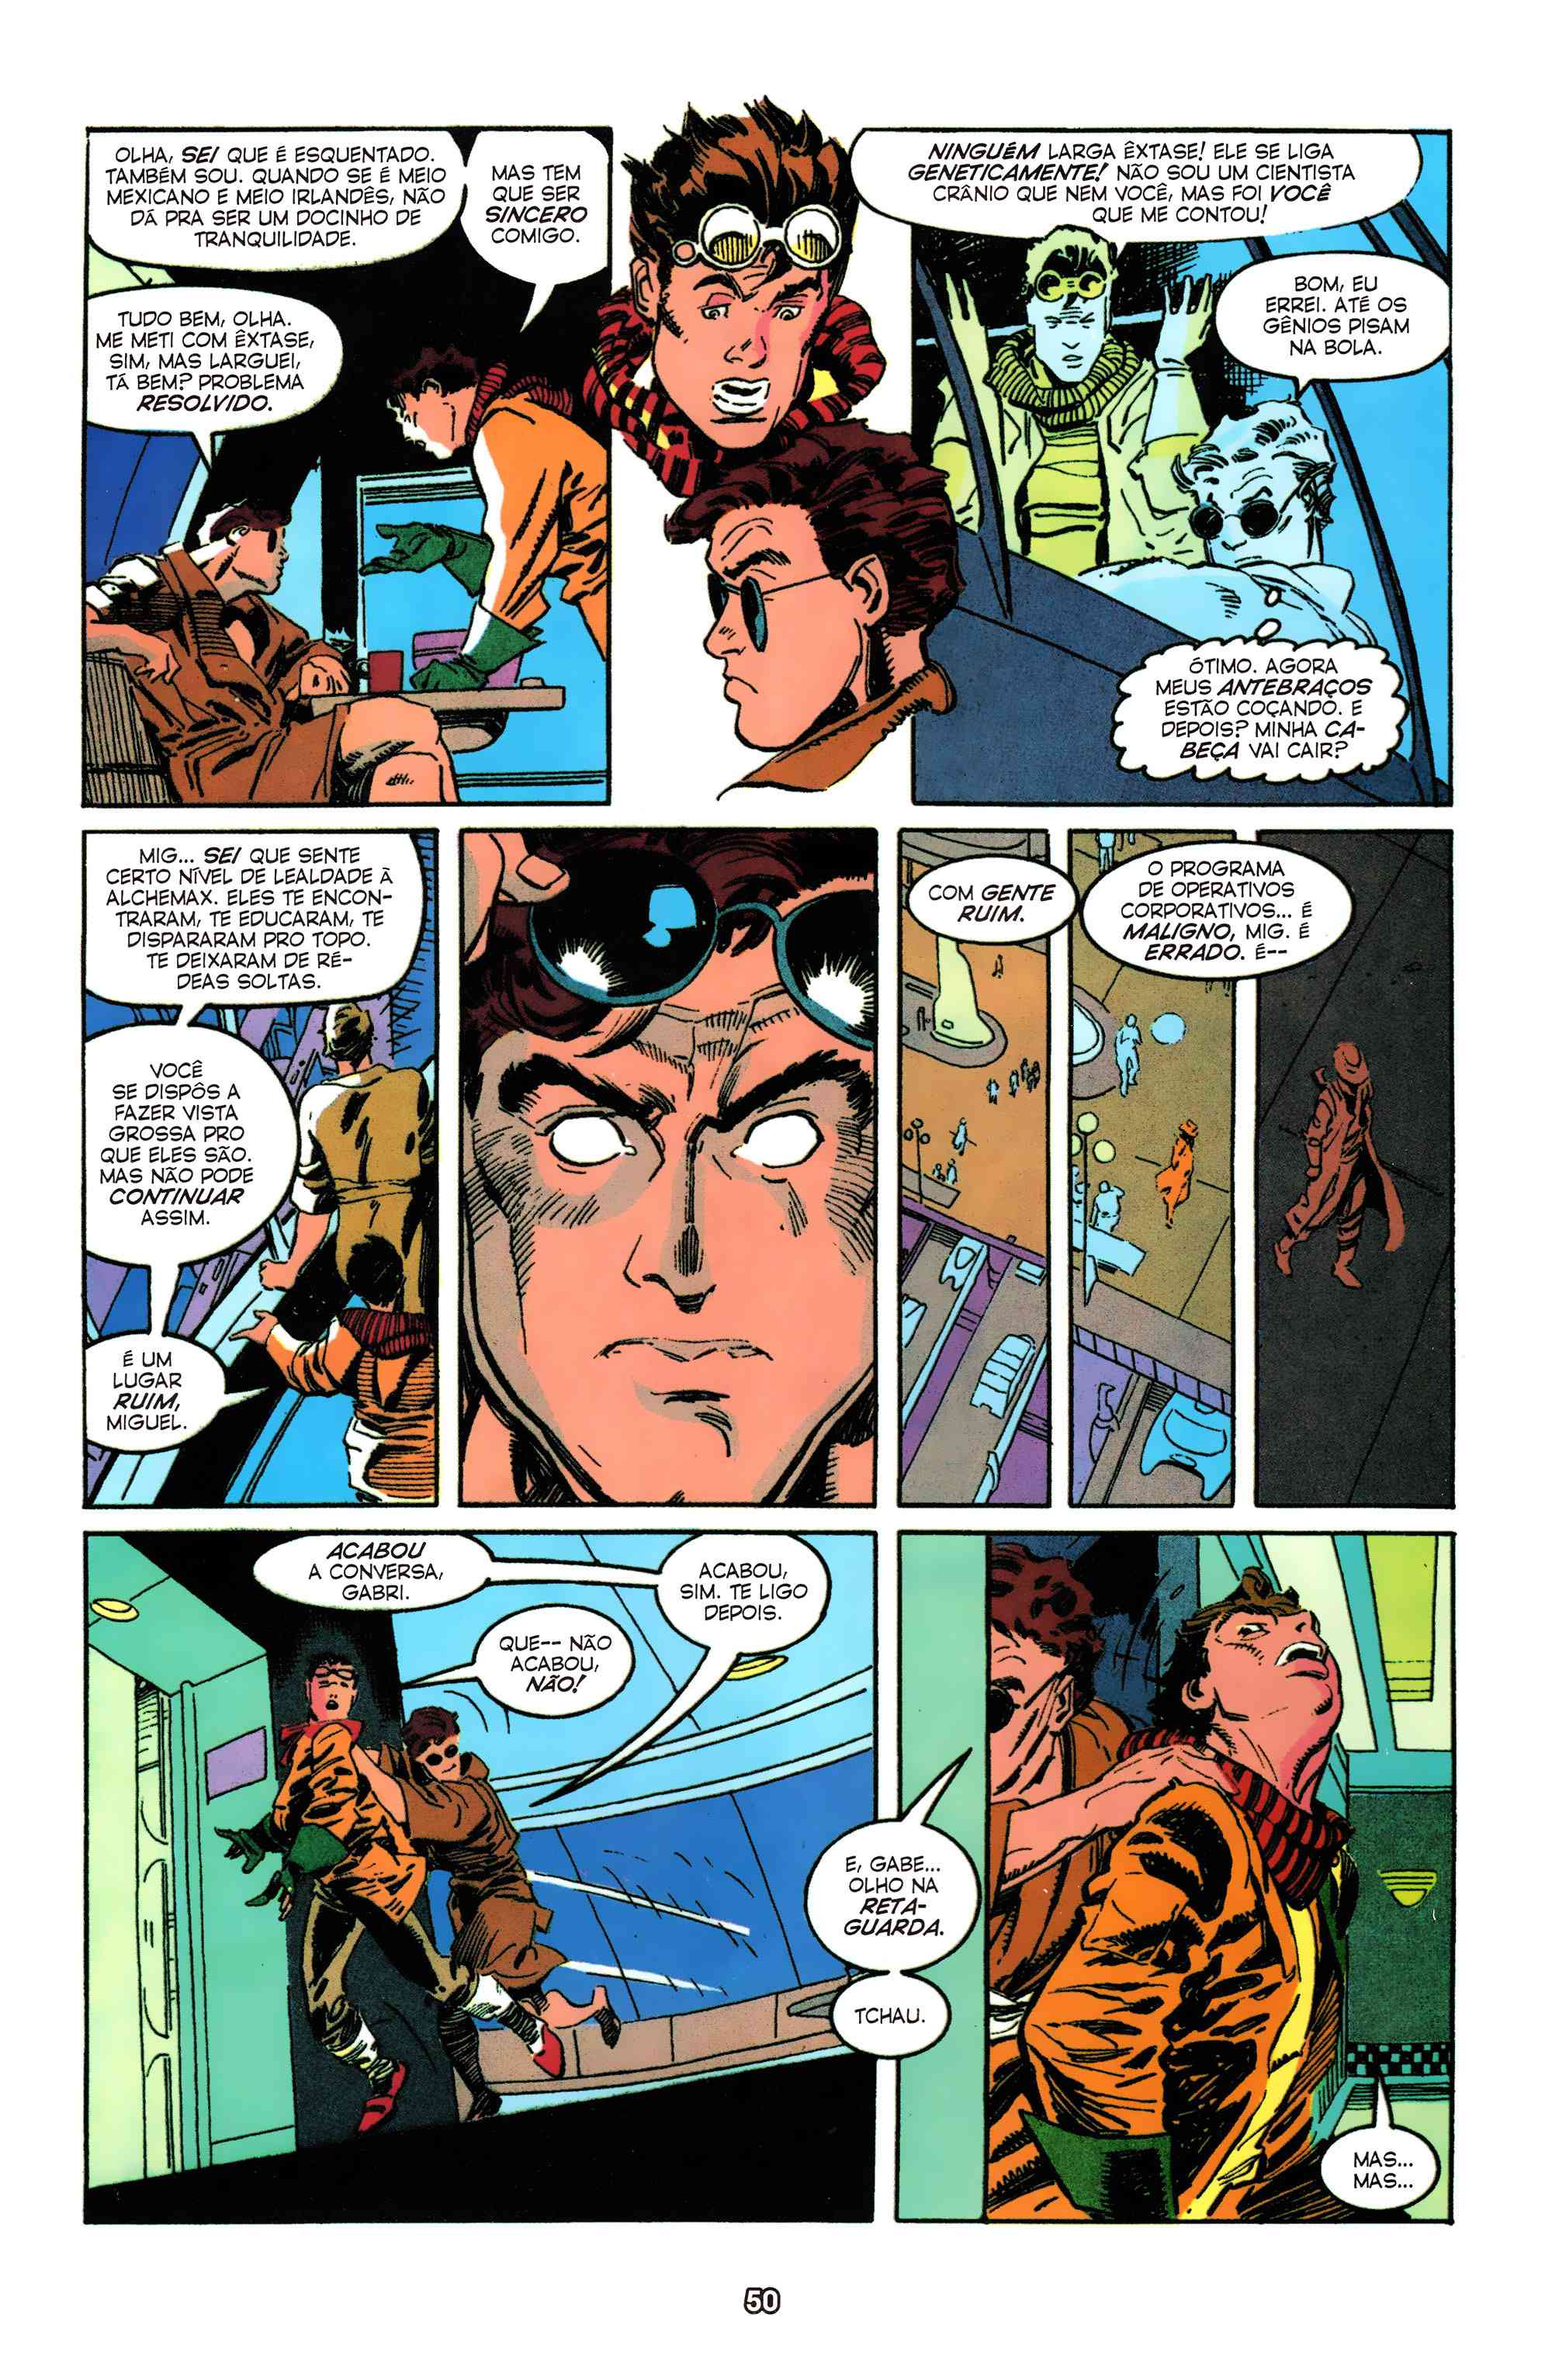 OLHA, SEI QUE É ESQUENTADO.
TAMBÉM SOU. QUANDO SE É MEIO
MEXICANO E MEIO IRLANDÊS, NÃO
DÁ PRA SER UM DOCINHO DE
TRANQUILIDADE.
MAS TEM
QUE SER
SINCERO
COMIGO.
TUDO BEM, OLHA.
ME METI COM ÊXTASE,
SIM, MAS LARGUEI,
TÁ BEM? PROBLEMA
RESOLVIDO.
NINGUÉM LARGA ÊXTASE! ELE SE LIGA
GENETICAMENTE! NÃO SOU UM CIENTISTA
CRÂNIO QUE NEM VOCÊ, MAS FOI VOCÊ
QUE ME CONTOU!
BOM, EU
ERREI. ATÉ OS
GÊNIOS PISAM
NA BOLA.
ÓTIMO. AGORA
MEUS ANTEBRAÇOS
ESTÃO COÇANDO. E
DEPOIS? MINHA CA-
BEÇA VAI CAIR?
MIG... SEI QUE SENTE
CERTO NÍVEL DE LEALDADE À
ALCHEMAX. ELES TE ENCON-
TRARAM, TE EDUCARAM, TE
DISPARARAM PRO TOPO.
TE DEIXARAM DE RÉ-
DEAS SOLTAS.
VOCÊ
SE DISPÔS A
FAZER VISTA
GROSSA PRO
QUE ELES SÃO.
MAS NÃO PODE
CONTINUAR
ASSIM.
É UM
LUGAR
RUIM,
MIGUEL.
COM GENTE
RUIM.
O PROGRAMA
DE OPERATIVOS
CORPORATIVOS... É
MALIGNO, MIG. É
ERRADO. É--
ACABOU
A CONVERSA,
GABRI.
ACABOU,
SIM. TE LIGO
DEPOIS.
QUE-- NÃO
ACABOU,
NÃO!
E, GABE...
OLHO NA
RETA-
GUARDA.
TCHAU.
MAS...
MAS...
50